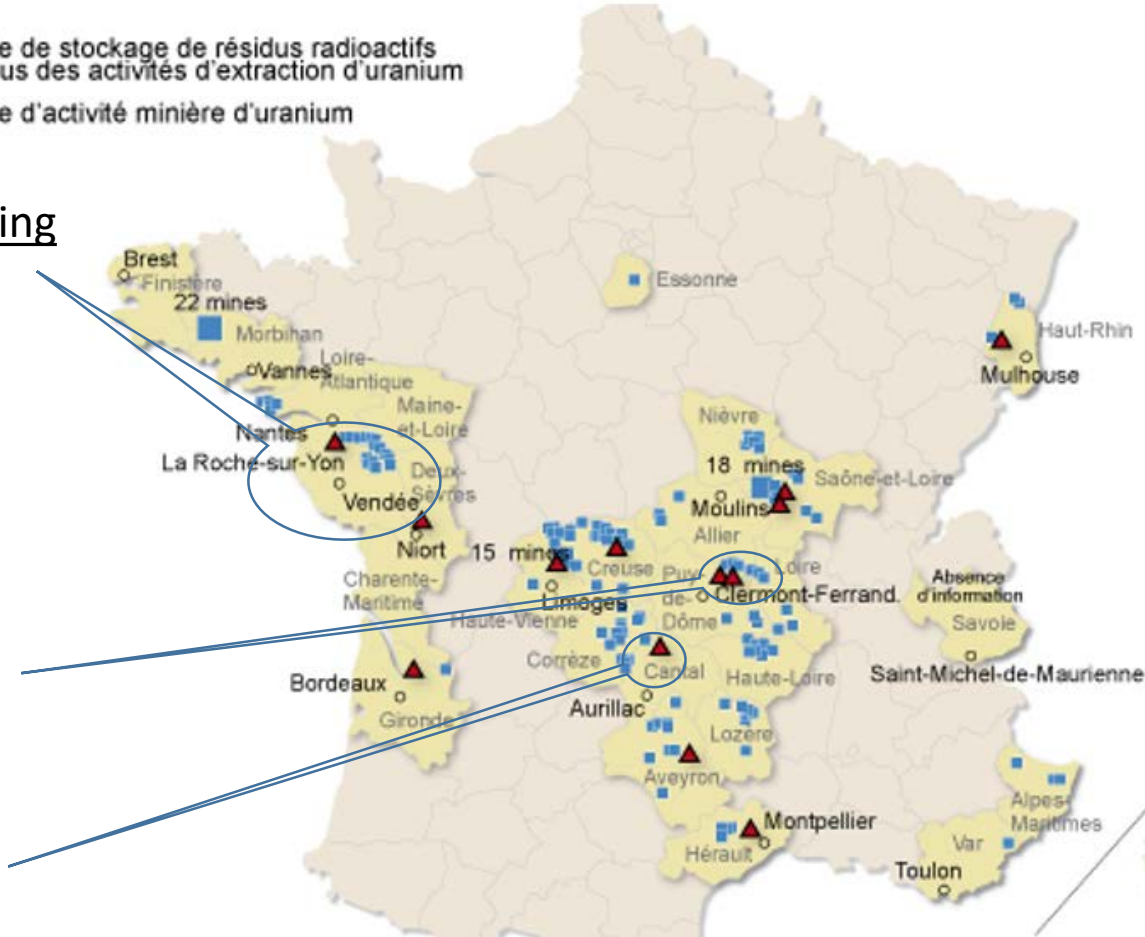 e de stockage de résidus radioactifs
us des activités d'extraction d'uranium
e d'activité minière d'uranium
ing
Brest
Finistère
22 mines
Morbihan
Vannes
Loire-
Atlantique
Maine-
et-Loire
Nantes
La Roche-sur-Yon
Deux-
Sèvres
Vendée
Niort
Charente-
Maritime
Essonne
Haut-Rhin
Mulhouse
Nièvre
18 mines
Saône-et-Loire
Moulins
Allier
15 mines
Creuse
Limoges
Haute-Vienne
Puy-
de-
Dôme
Loire
Clermont-Ferrand.
Absence
d'information
Savoie
Saint-Michel-de-Maurienne
Corrèze
Cantal
Haute-Loire
Bordeaux
Gironde
Aurillac
Lozère
Aveyron
Montpellier
Hérault
Alpes-
Maritimes
Var
Toulon